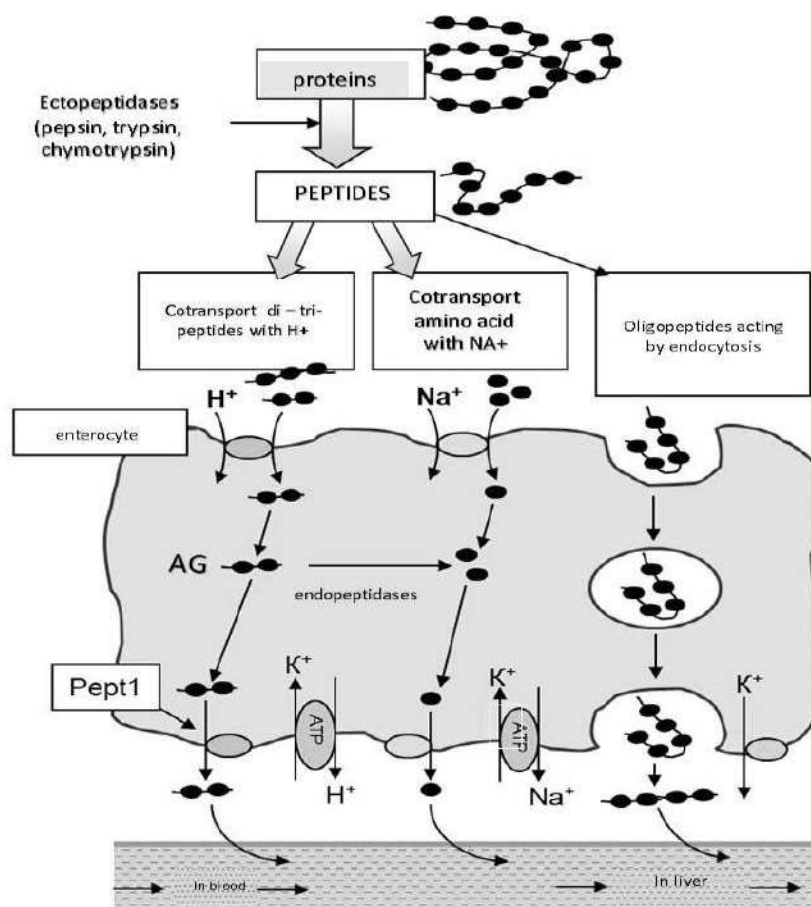 proteins
Ectopeptidases
(pepsin, trypsin,
chymotrypsin)
PEPTIDES
Cotransport di – tri-
peptides with H+
Cotransport
amino acid
with NA+
Oligopeptides acting
by endocytosis
H+
Na+
enterocyte
AG
endopeptidases
Pept1
K+
ATP
H+
K+
ATP
Na+
K+
In blood
In liver